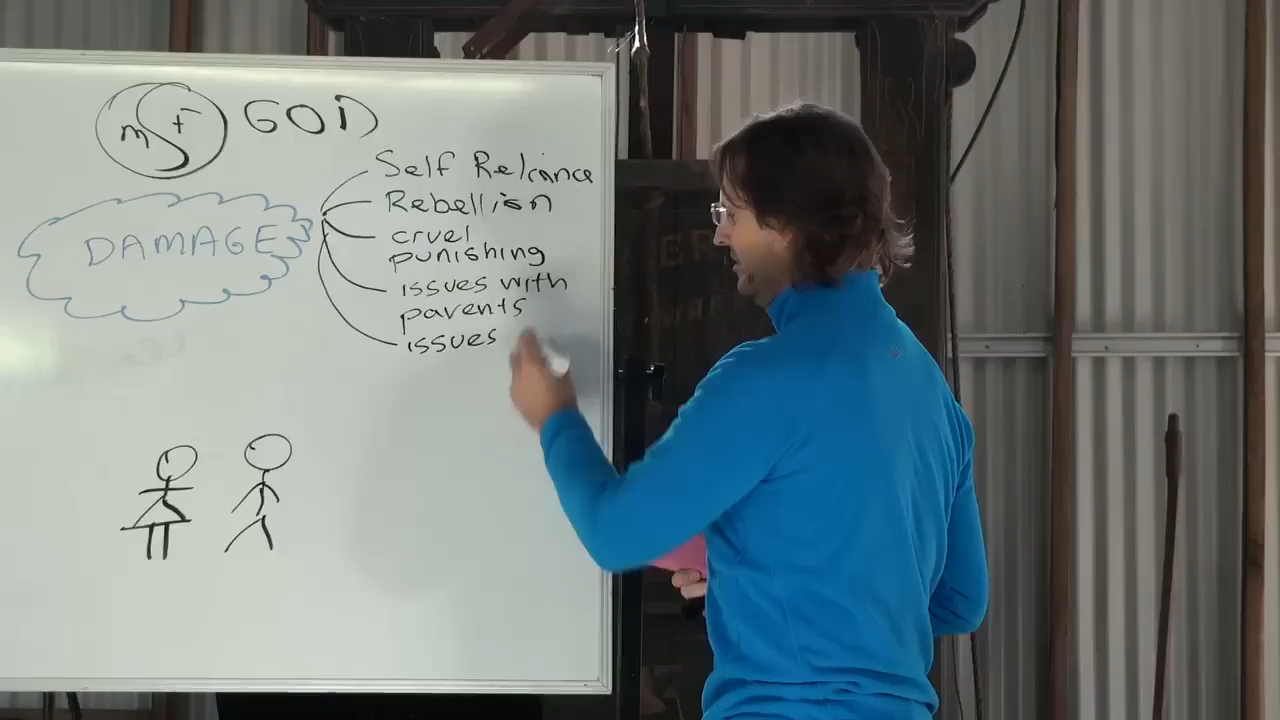 m f GOD
Self Reliance
Rebellion
DAMAGE
cruel
punishing
issues with
parents
issues